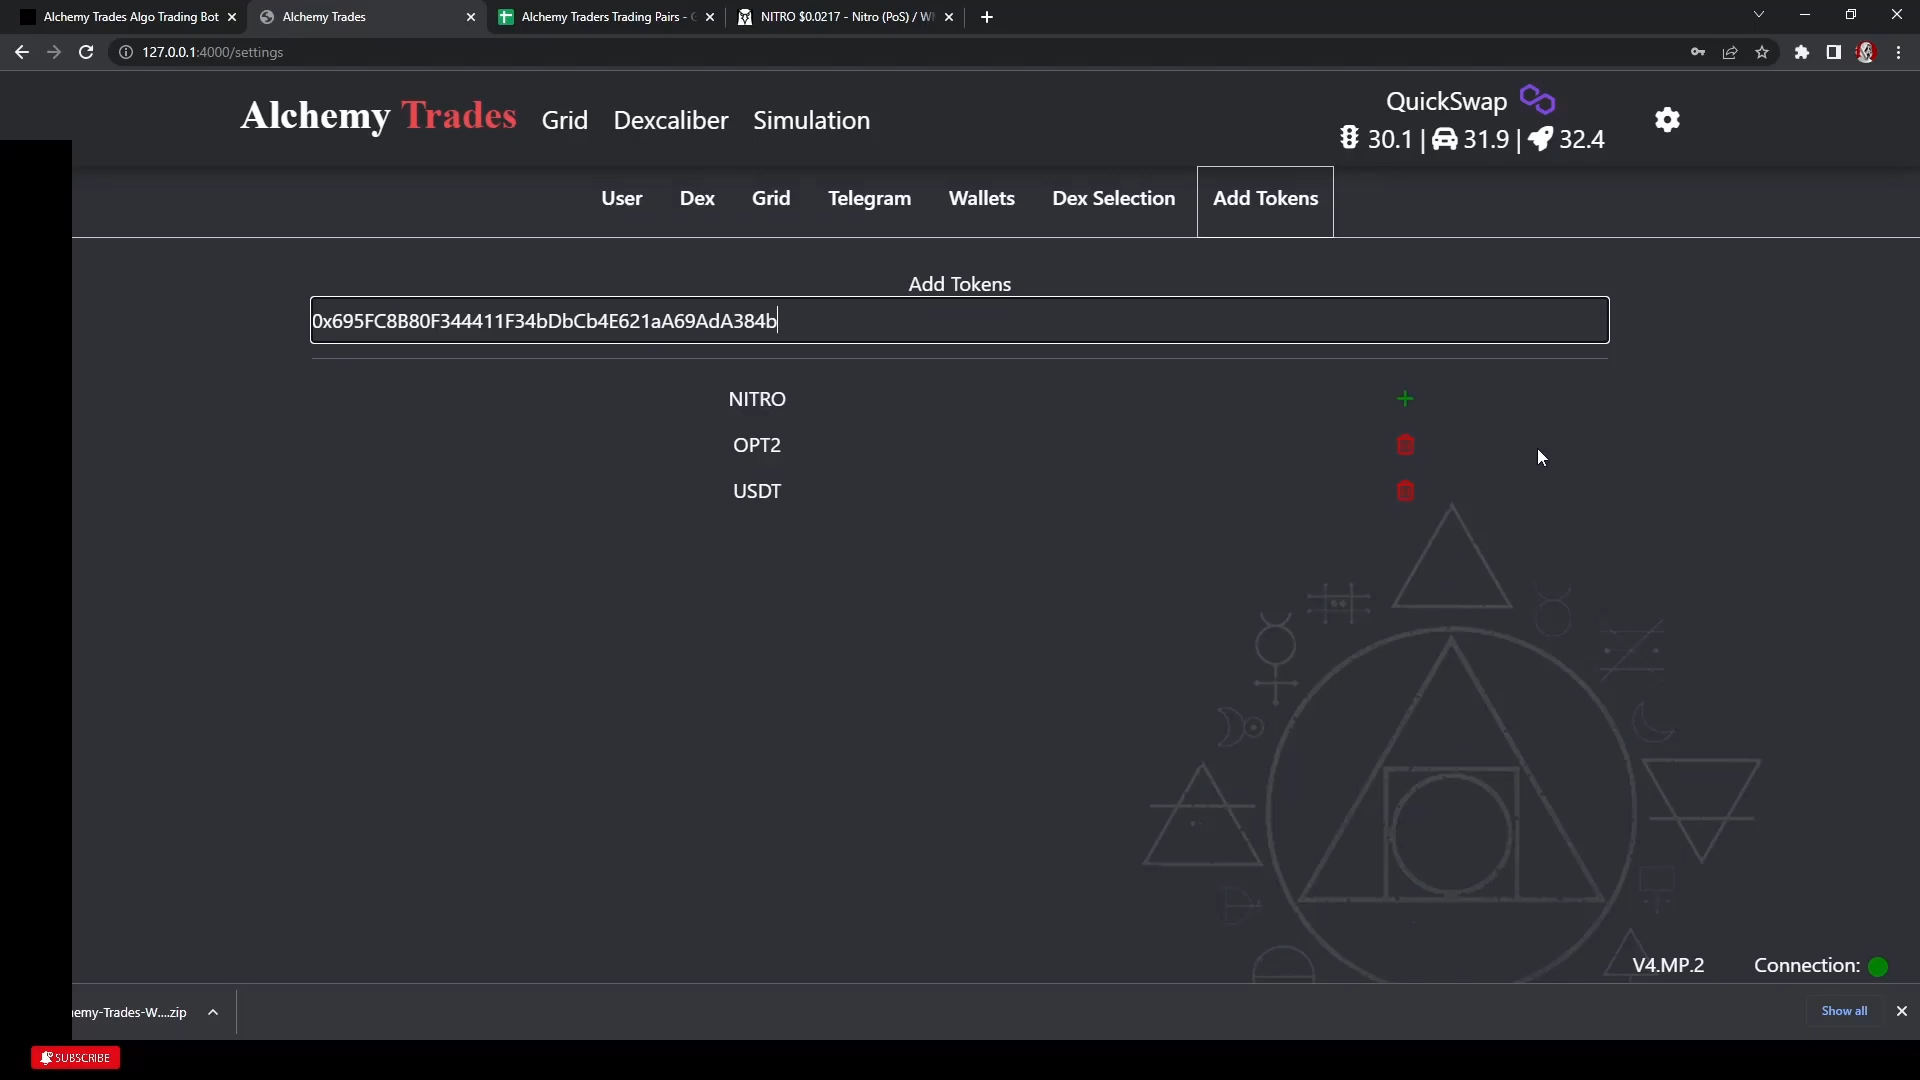 Alchemy Trades Algo Trading Bot
Alchemy Trades
Alchemy Traders Trading Pairs -
NITRO $0.0217 - Nitro (PoS) /
127.0.0.1:4000/settings
Alchemy Trades
Grid
Dexcaliber
Simulation
QuickSwap
30.1 | 31.9 | 32.4
User
Dex
Grid
Telegram
Wallets
Dex Selection
Add Tokens
Add Tokens
0x695FC8B80F344411F34bDbCb4E621aA69AdA384b
NITRO
OPT2
USDT
V4.MP.2
Connection:
emy-Trades-W....zip
Show all
SUBSCRIBE